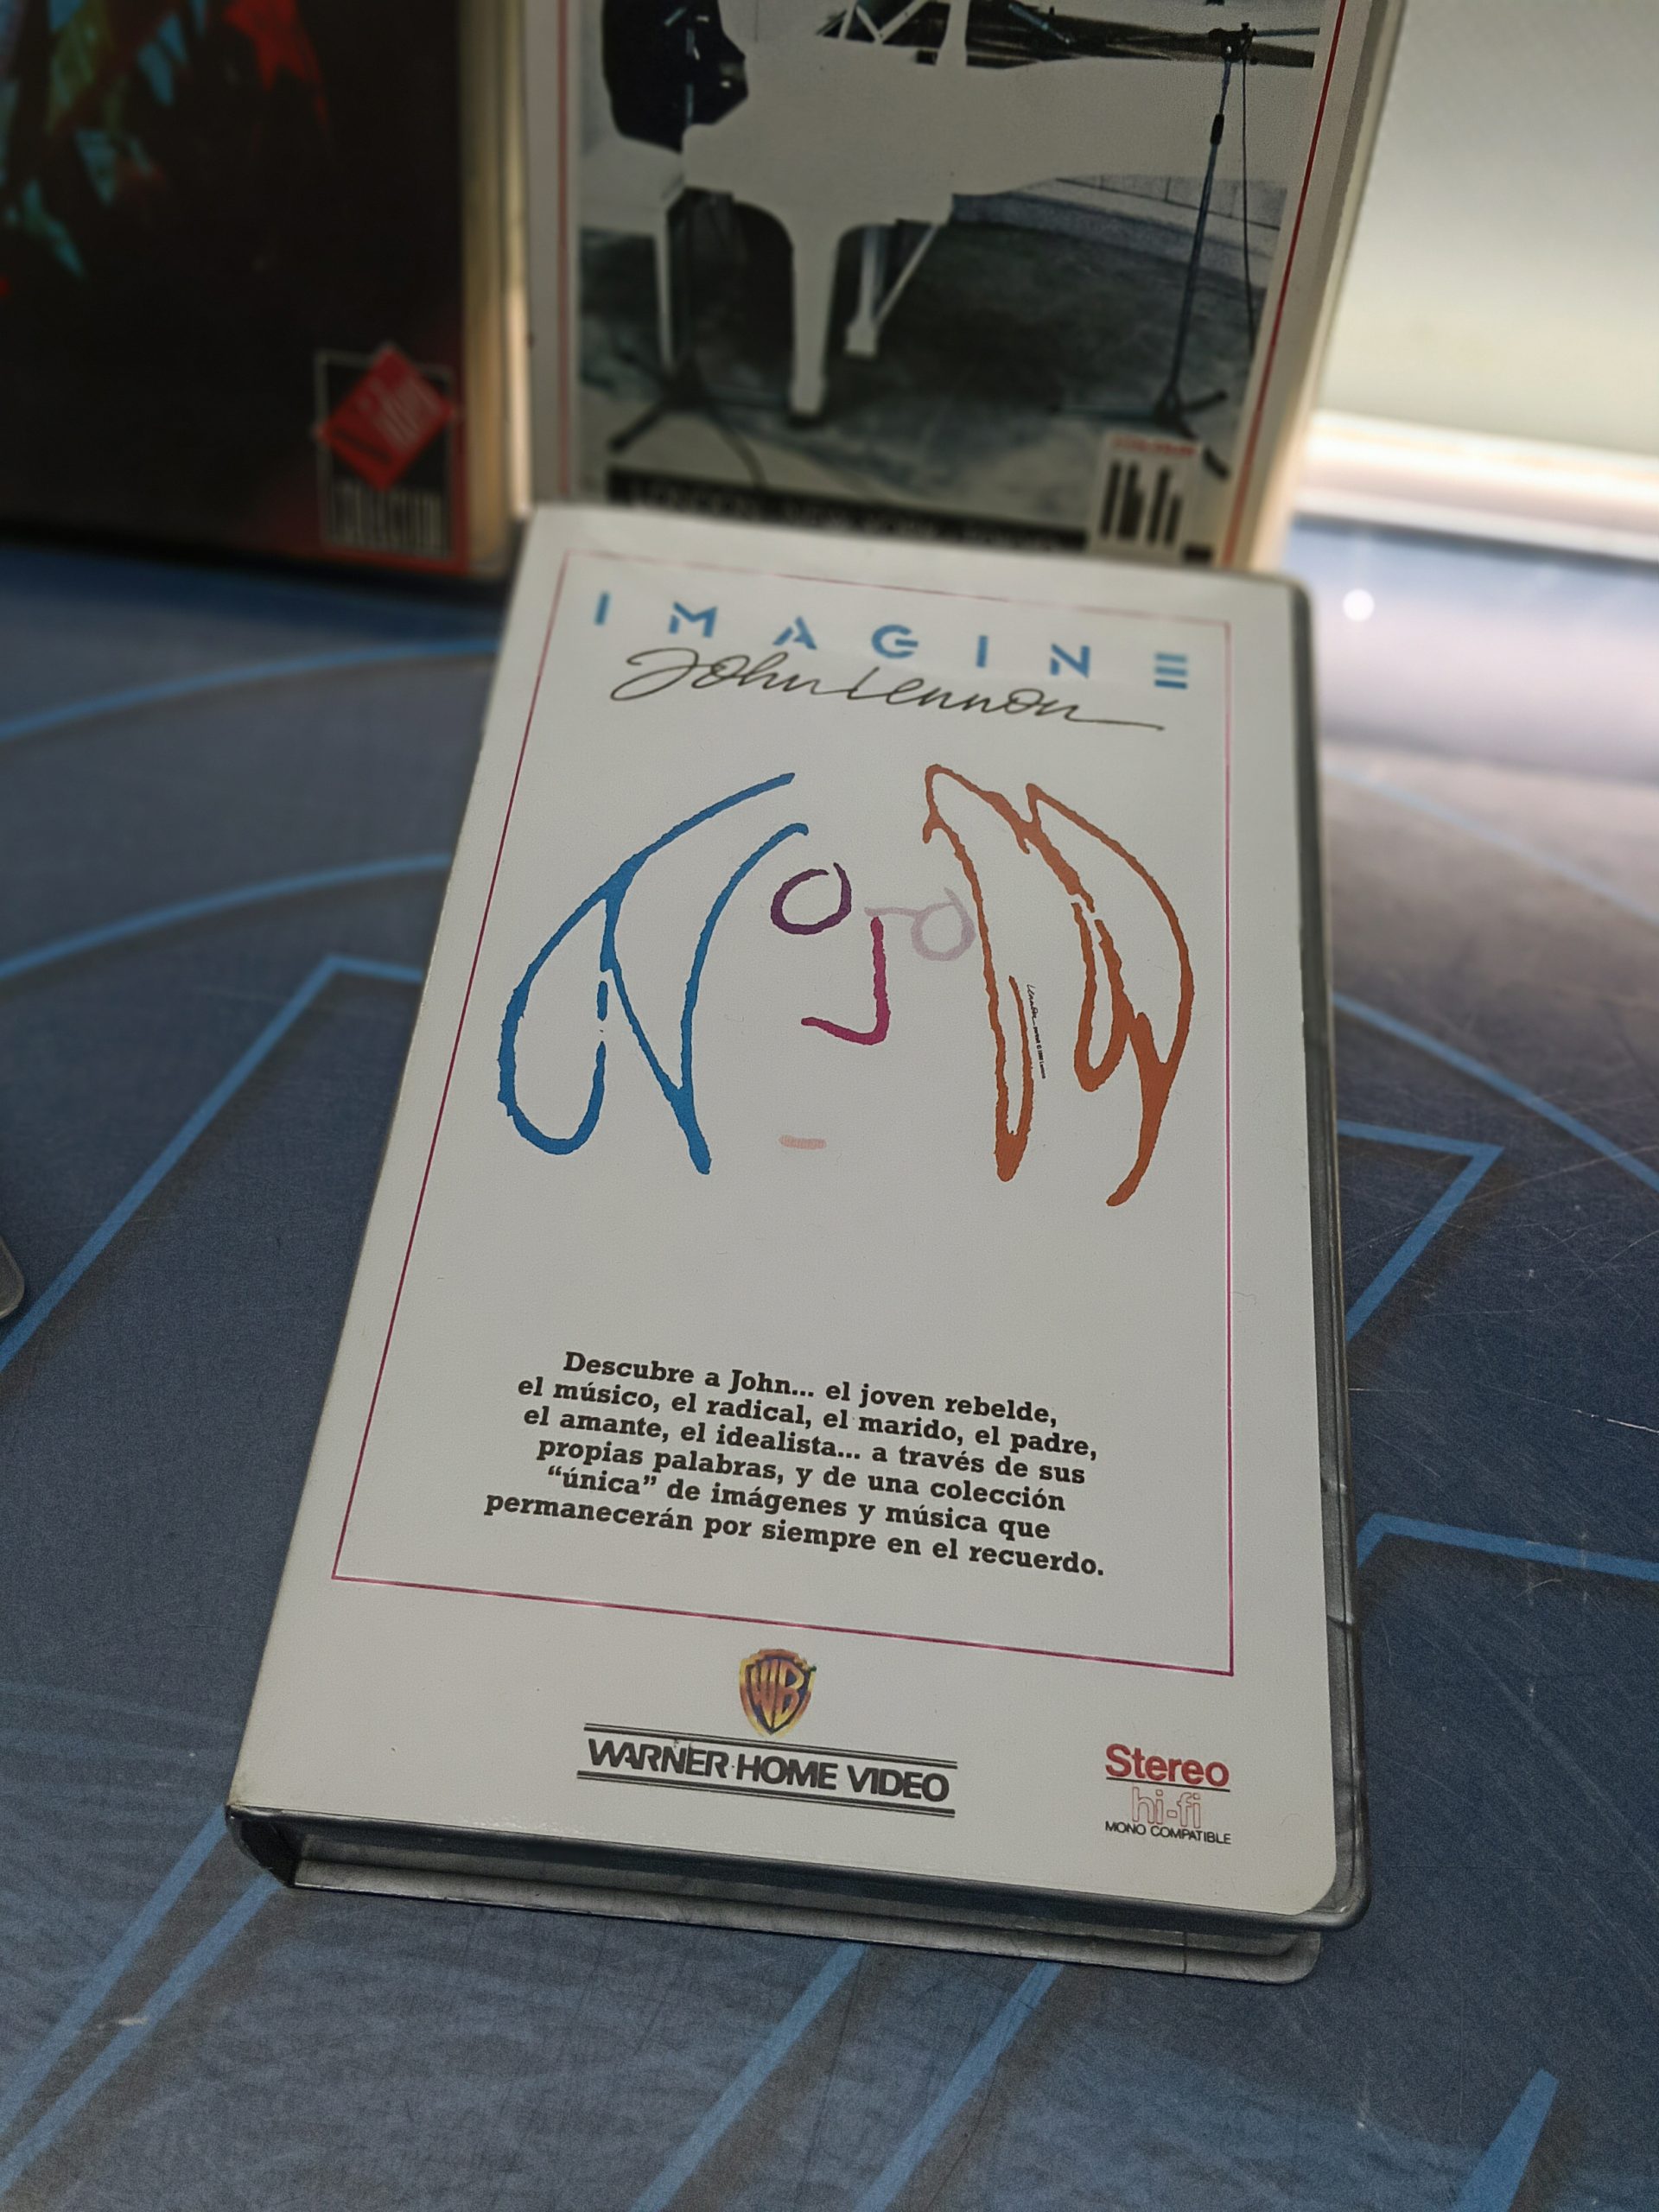 COLLECTOR
IMAGINE
John Lennon
Descubre a John... el joven rebelde,
el músico, el radical, el marido, el padre,
el amante, el idealista... a través de sus
propias palabras, y de una colección
“única” de imágenes y música que
permanecerán por siempre en el recuerdo.
WB
WARNER HOME VIDEO
Stereo
hi-fi
MONO COMPATIBLE